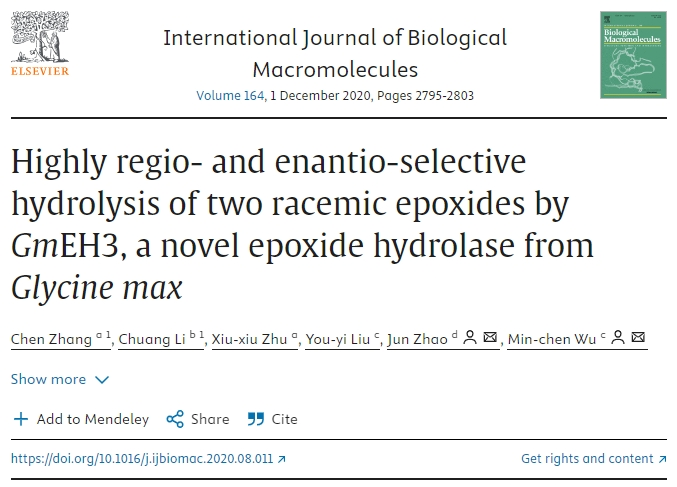 International Journal of Biological
Macromolecules
ELSEVIER
Biological
Macromolecules
Volume 164, 1 December 2020, Pages 2795-2803
Highly regio- and enantio-selective
hydrolysis of two racemic epoxides by
GmEH3, a novel epoxide hydrolase from
Glycine max
Chen Zhang a 1, Chuang Li b 1, Xiu-xiu Zhu a, You-yi Liu c, Jun Zhao d, Min-chen Wu c
Show more
Add to Mendeley Share Cite
https://doi.org/10.1016/j.ijbiomac.2020.08.011 Get rights and content